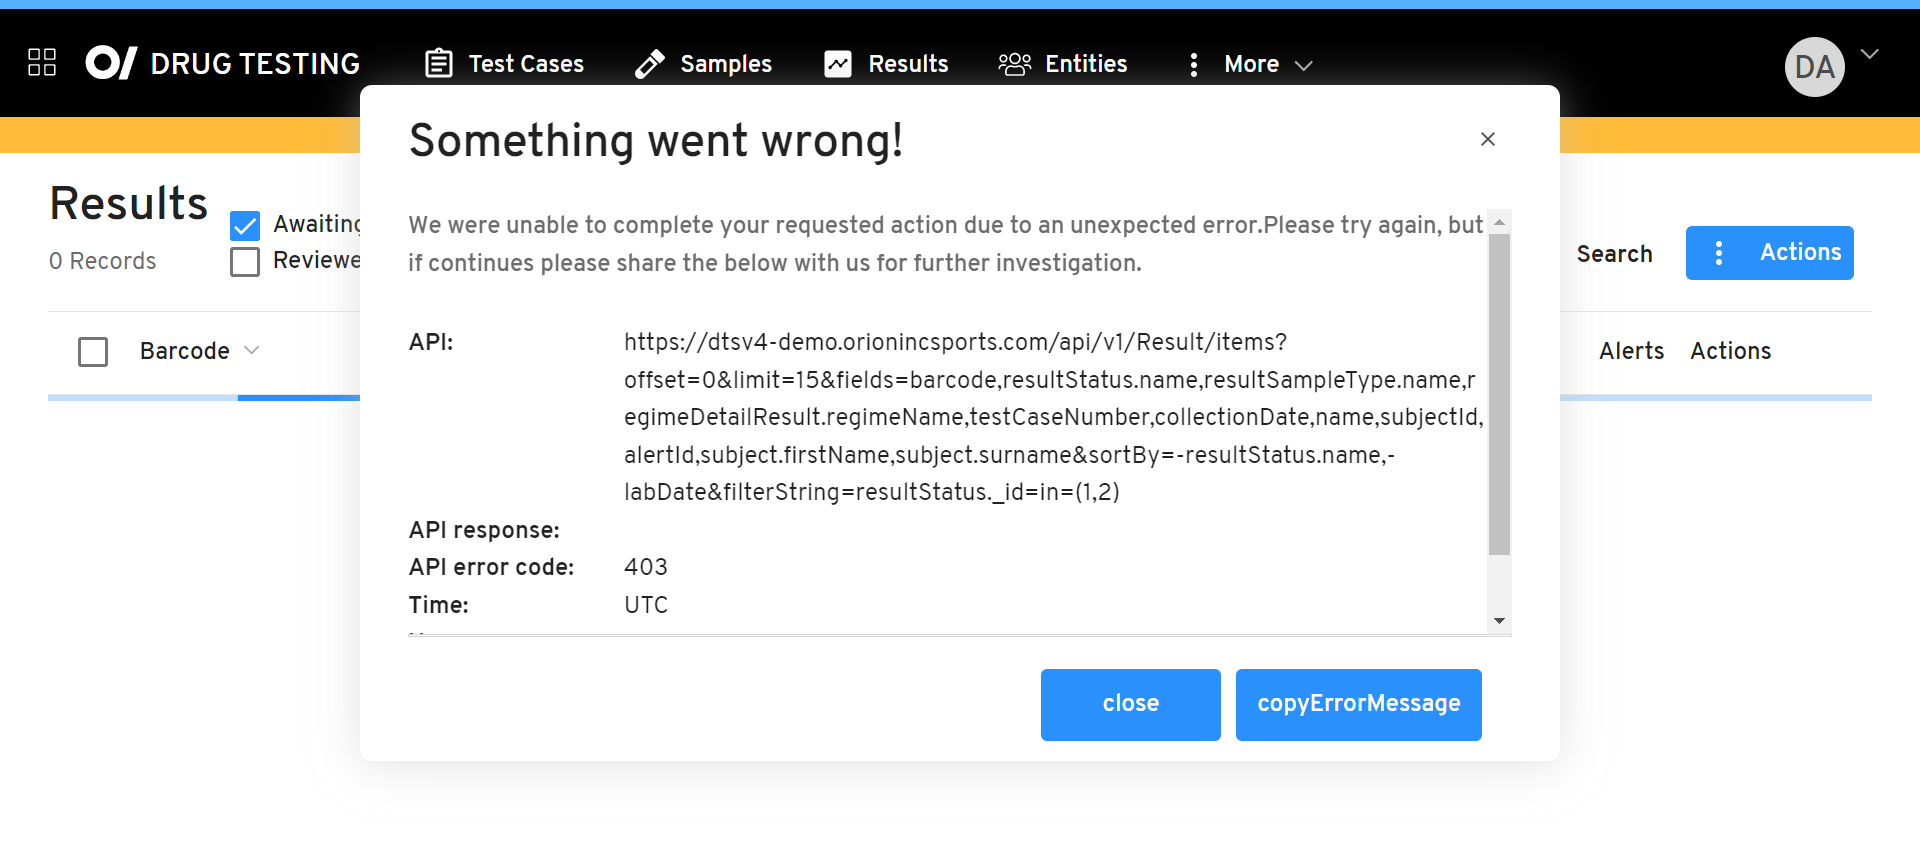 DRUG TESTING
Test Cases
Samples
Results
Entities
More
DA
Something went wrong!
Results
0 Records
Awaiting
Reviewe
We were unable to complete your requested action due to an unexpected error.Please try again, but
if continues please share the below with us for further investigation.
Search
Actions
API:
https://dtsv4-demo.orionincsports.com/api/v1/Result/items?
offset=0&limit=15&fields=barcode,resultStatus.name,resultSampleType.name,r
egimeDetailResult.regimeName,testCaseNumber,collectionDate,name,subjectId,
alertId,subject.firstName,subject.surname&sortBy=-resultStatus.name,-
labDate&filterString=resultStatus._id=in=(1,2)
Barcode
Alerts
Actions
API response:
API error code:
403
Time:
UTC
close
copyErrorMessage